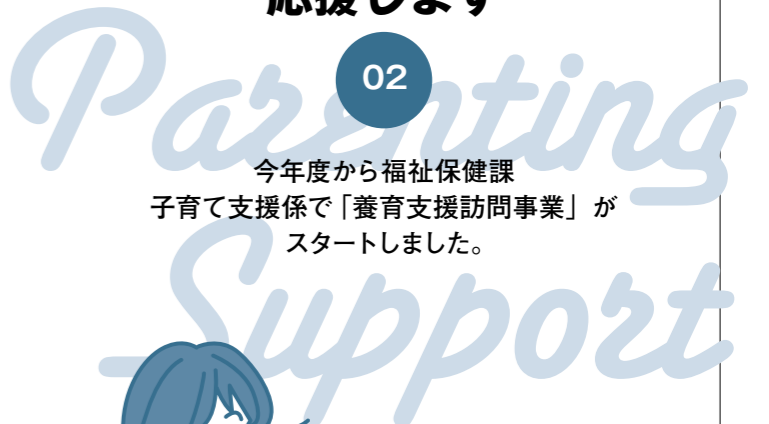 応援します
02
Parenting
今年度から福祉保健課
子育て支援係で「養育支援訪問事業」が
スタートしました。
Support